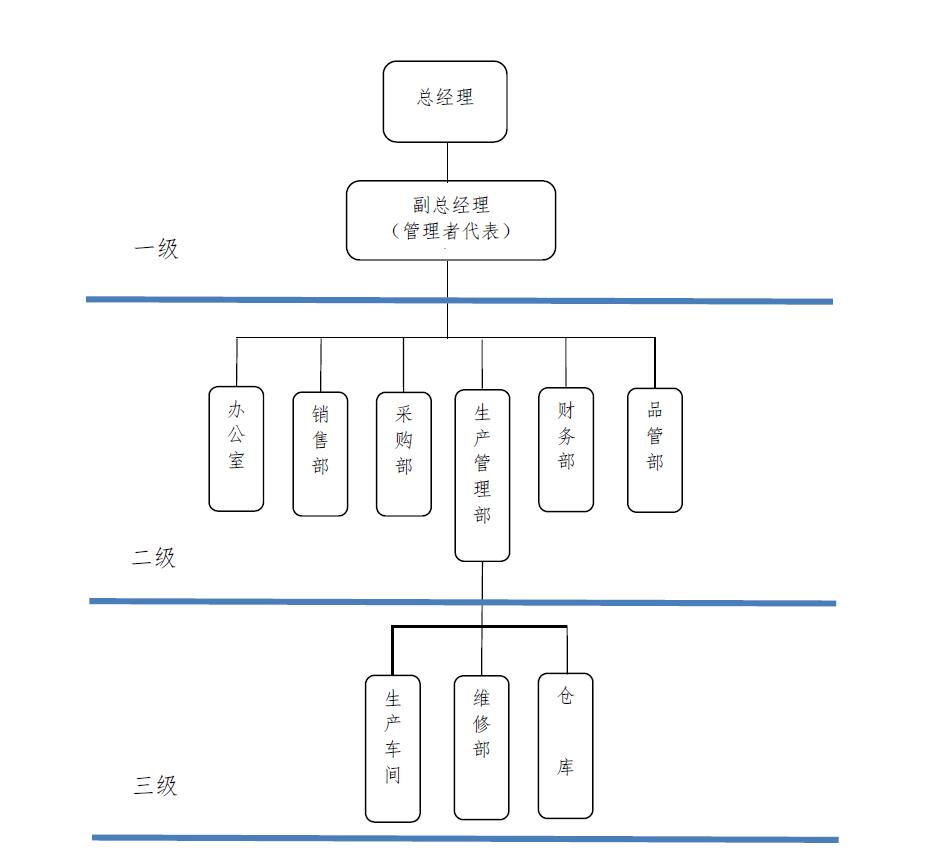 总经理
副总经理
（管理者代表）
一级
办公室
销售部
采购部
生产管理部
财务部
品管部
二级
生产车间
维修部
仓库
三级